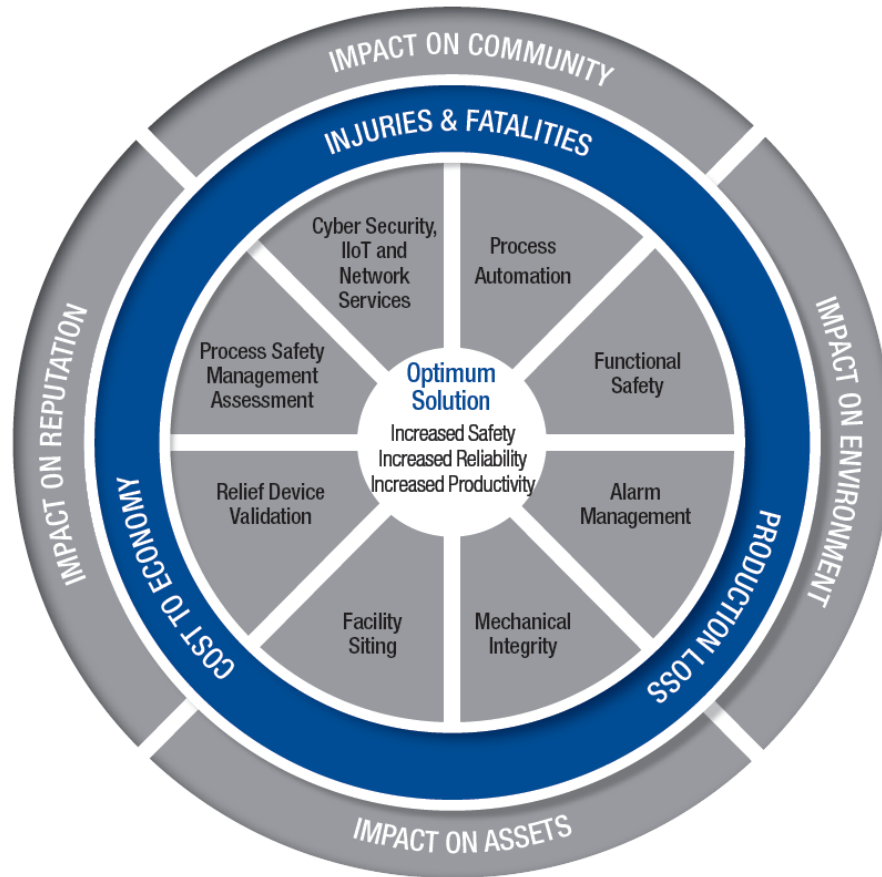 IMPACT ON COMMUNITY
INJURIES & FATALITIES
Cyber Security,
IIoT and
Network
Services
Process
Automation
Process Safety
Management
Assessment
Functional
Safety
Optimum
Solution
Increased Safety
Increased Reliability
Increased Productivity
Relief Device
Validation
Alarm
Management
Facility
Siting
Mechanical
Integrity
IMPACT ON REPUTATION
IMPACT ON ENVIRONMENT
COST TO ECONOMY
PRODUCTION LOSS
IMPACT ON ASSETS